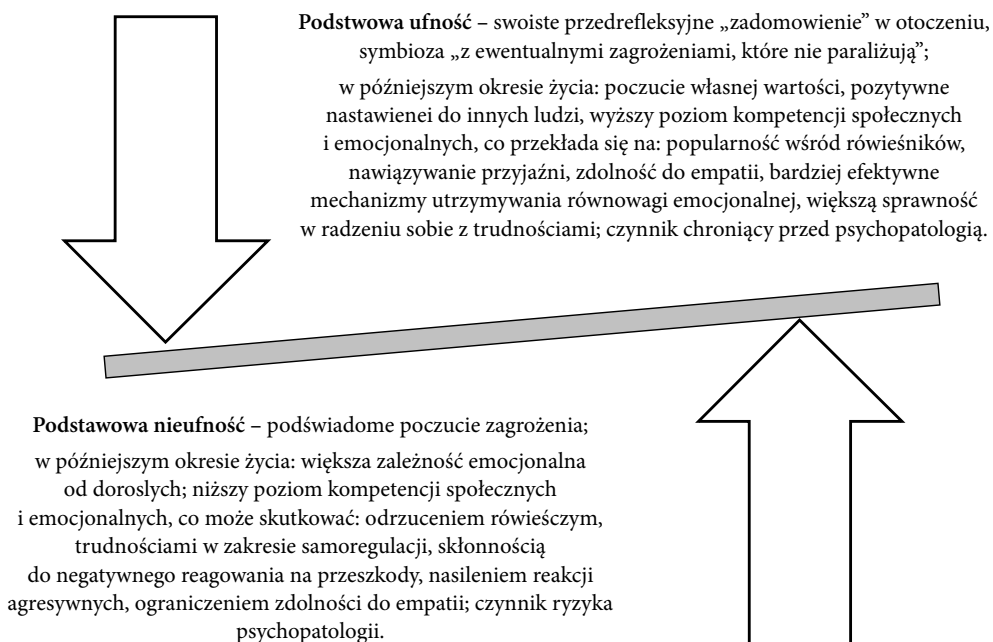 Podstwowa ufność – swoiste przedrefleksyjne „zadomowienie” w otoczeniu,
symbioza „z ewentualnymi zagrożeniami, które nie paraliżują”;
w późniejszym okresie życia: poczucie własnej wartości, pozytywne
nastawienei do innych ludzi, wyższy poziom kompetencji społecznych
i emocjonalnych, co przekłada się na: popularność wśród rówieśników,
nawiązywanie przyjaźni, zdolność do empatii, bardziej efektywne
mechanizmy utrzymywania równowagi emocjonalnej, większą sprawność
w radzeniu sobie z trudnościami; czynnik chroniący przed psychopatologią.
Podstawowa nieufność – podświadome poczucie zagrożenia;
w późniejszym okresie życia: większa zależność emocjonalna
od doroslych; niższy poziom kompetencji społecznych
i emocjonalnych, co może skutkować: odrzuceniem rówieśczym,
trudnościami w zakresie samoregulacji, skłonnością
do negatywnego reagowania na przeszkody, nasileniem reakcji
agresywnych, ograniczeniem zdolności do empatii; czynnik ryzyka
psychopatologii.